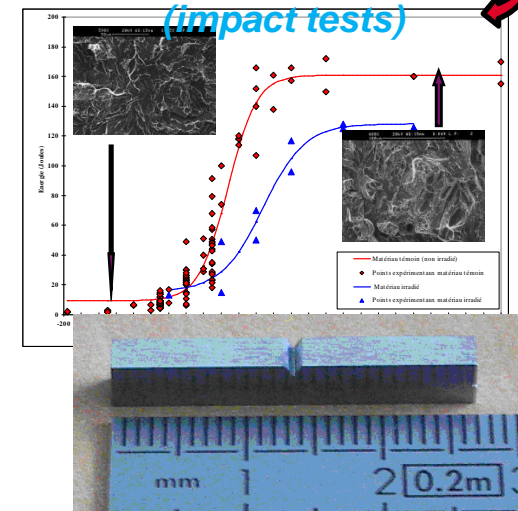 (impact tests)
200
180
160
140
120
100
80
60
40
20
0
Energie (Joules)
-200
Matériau témoin (non irradié)
Points expérimentaux matériau témoin
Matériau irradié
Points expérimentaux matériau irradié
mm 1 2 0.2m 3